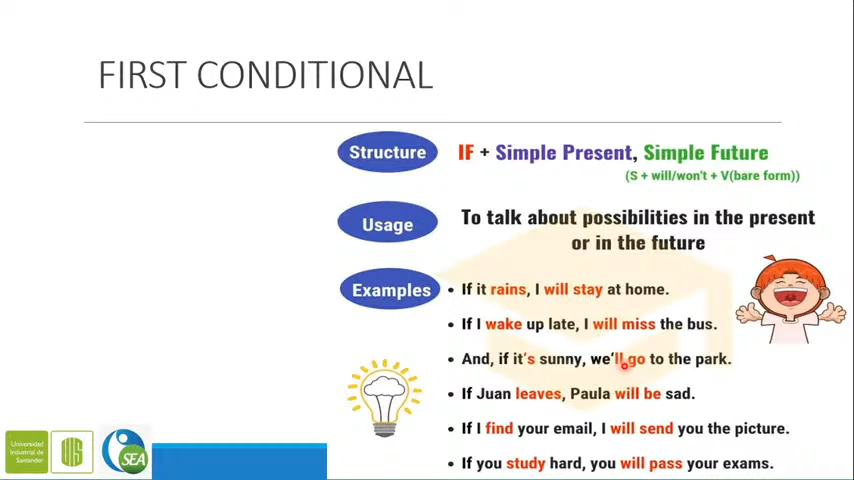 FIRST CONDITIONAL
Structure
IF + Simple Present, Simple Future
(S + will/won't + V(bare form))
Usage
To talk about possibilities in the present
or in the future
Examples
• If it rains, I will stay at home.
• If I wake up late, I will miss the bus.
• And, if it's sunny, we'll go to the park.
• If Juan leaves, Paula will be sad.
• If I find your email, I will send you the picture.
• If you study hard, you will pass your exams.
Universidad
Industrial de
Santander
UIS
SEA